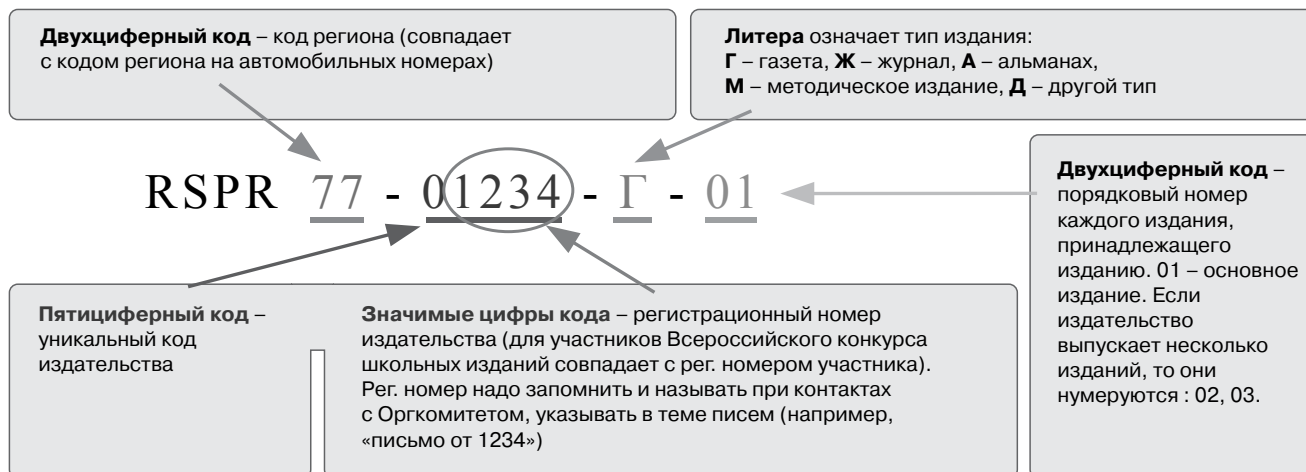 Двухциферный код – код региона (совпадает
с кодом региона на автомобильных номерах)
Литера означает тип издания:
Г – газета, Ж – журнал, А – альманах,
М – методическое издание, Д – другой тип
RSPR 77 - 01234 - Г - 01
Двухциферный код –
порядковый номер
каждого издания,
принадлежащего
изданию. 01 – основное
издание. Если
издательство
выпускает несколько
изданий, то они
нумеруются : 02, 03.
Пятициферный код –
уникальный код
издательства
Значимые цифры кода – регистрационный номер
издательства (для участников Всероссийского конкурса
школьных изданий совпадает с рег. номером участника).
Рег. номер надо запомнить и называть при контактах
с Оргкомитетом, указывать в теме писем (например,
«письмо от 1234»)